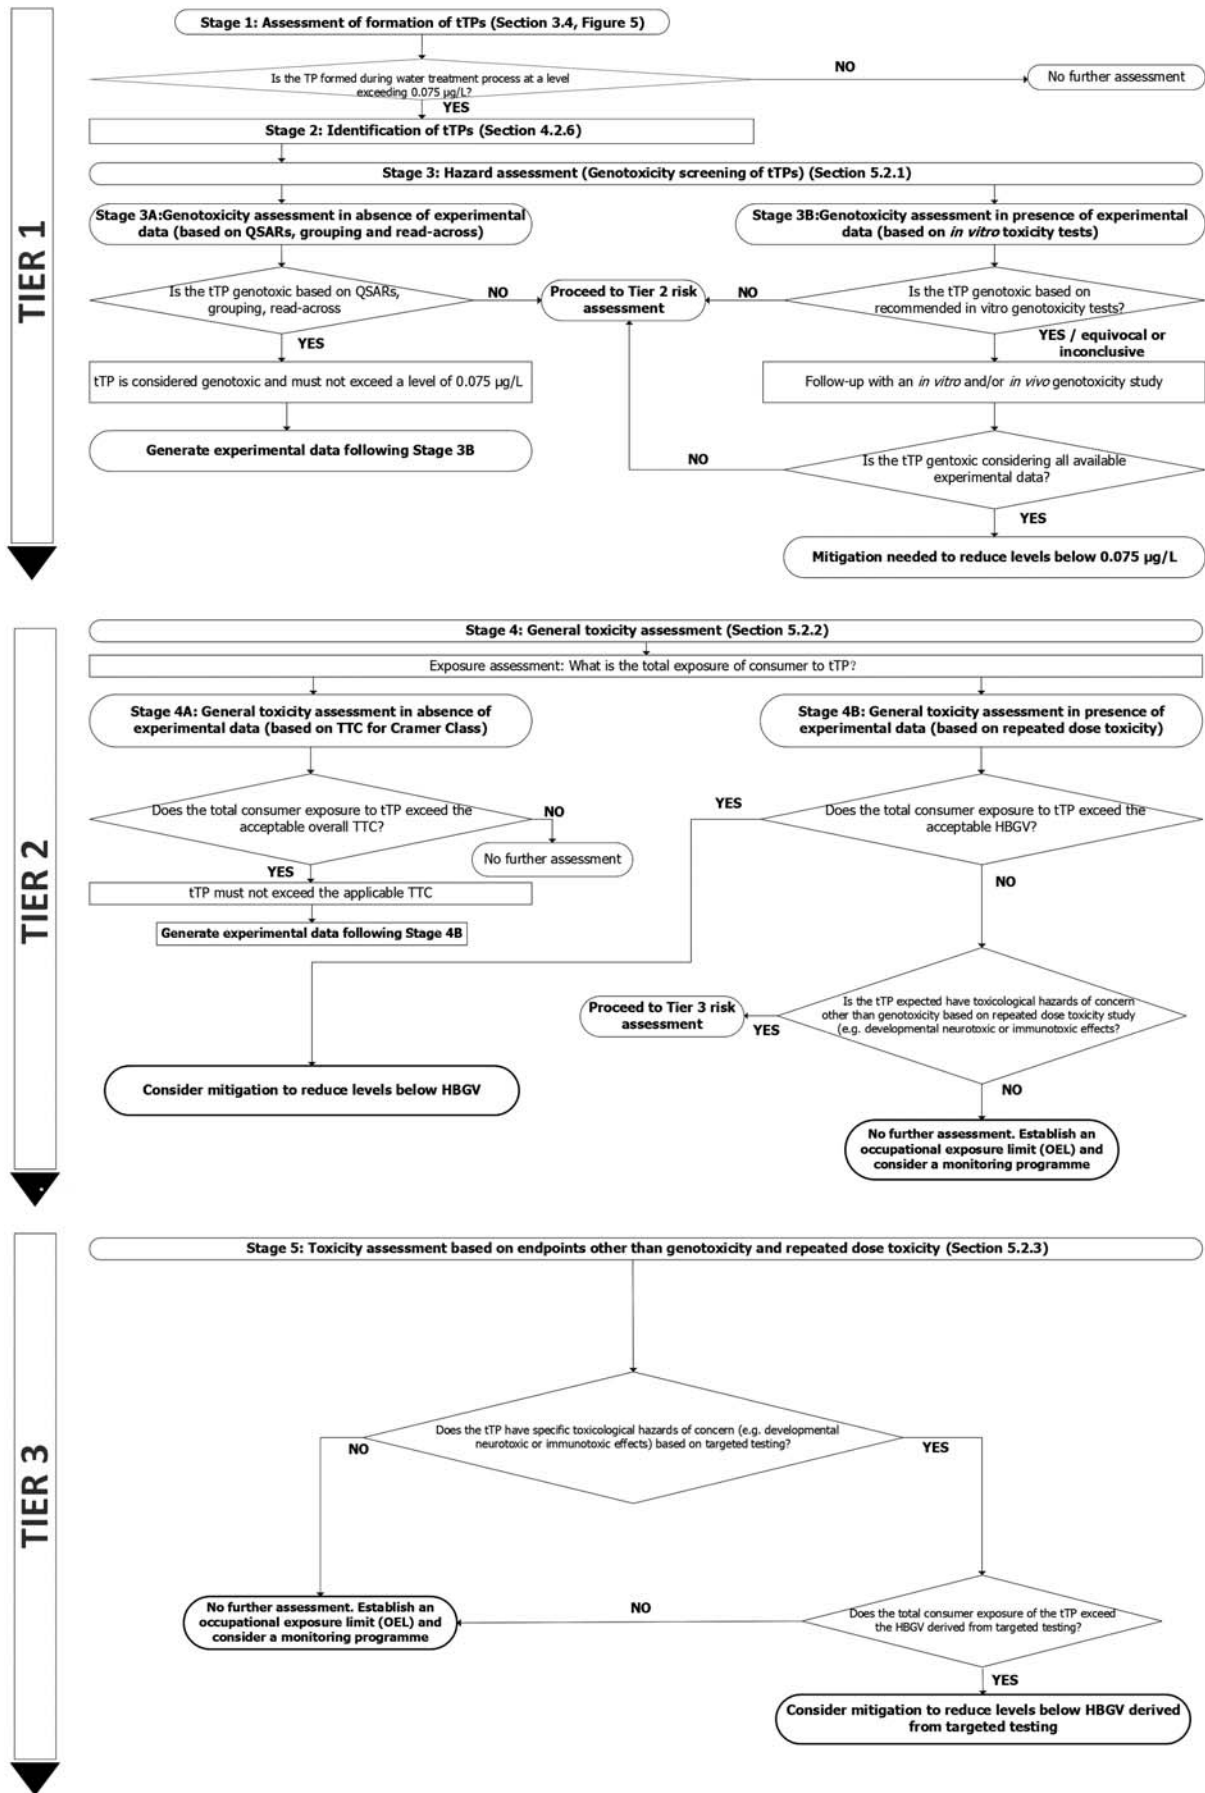 TIER 1
Stage 1: Assessment of formation of tTPs (Section 3.4, Figure 5)
Is the TP formed during water treatment process at a level
exceeding 0.075 µg/L?
NO
No further assessment
YES
Stage 2: Identification of tTPs (Section 4.2.6)
Stage 3: Hazard assessment (Genotoxicity screening of tTPs) (Section 5.2.1)
Stage 3A:Genotoxicity assessment in absence of experimental
data (based on QSARs, grouping and read-across)
Stage 3B:Genotoxicity assessment in presence of experimental
data (based on in vitro toxicity tests)
Is the tTP genotoxic based on QSARs,
grouping, read-across
NO
Proceed to Tier 2 risk
assessment
NO
Is the tTP genotoxic based on
recommended in vitro genotoxicity tests?
YES
YES / equivocal or
inconclusive
tTP is considered genotoxic and must not exceed a level of 0.075 µg/L
Follow-up with an in vitro and/or in vivo genotoxicity study
Generate experimental data following Stage 3B
NO
Is the tTP gentoxic considering all available
experimental data?
YES
Mitigation needed to reduce levels below 0.075 µg/L
TIER 2
Stage 4: General toxicity assessment (Section 5.2.2)
Exposure assessment: What is the total exposure of consumer to tTP?
Stage 4A: General toxicity assessment in absence of
experimental data (based on TTC for Cramer Class)
Stage 4B: General toxicity assessment in presence of
experimental data (based on repeated dose toxicity)
Does the total consumer exposure to tTP exceed the
acceptable overall TTC?
NO
No further assessment
YES
Does the total consumer exposure to tTP exceed the
acceptable HBGV?
YES
tTP must not exceed the applicable TTC
NO
Generate experimental data following Stage 4B
Proceed to Tier 3 risk
assessment
YES
Is the tTP expected have toxicological hazards of concern
other than genotoxicity based on repeated dose toxicity study
(e.g. developmental neurotoxic or immunotoxic effects?
Consider mitigation to reduce levels below HBGV
NO
No further assessment. Establish an
occupational exposure limit (OEL) and
consider a monitoring programme
TIER 3
Stage 5: Toxicity assessment based on endpoints other than genotoxicity and repeated dose toxicity (Section 5.2.3)
Does the tTP have specific toxicological hazards of concern (e.g. developmental
neurotoxic or immunotoxic effects) based on targeted testing?
NO
YES
No further assessment. Establish an
occupational exposure limit (OEL) and
consider a monitoring programme
NO
Does the total consumer exposure of the tTP exceed
the HBGV derived from targeted testing?
YES
Consider mitigation to reduce levels below HBGV derived
from targeted testing